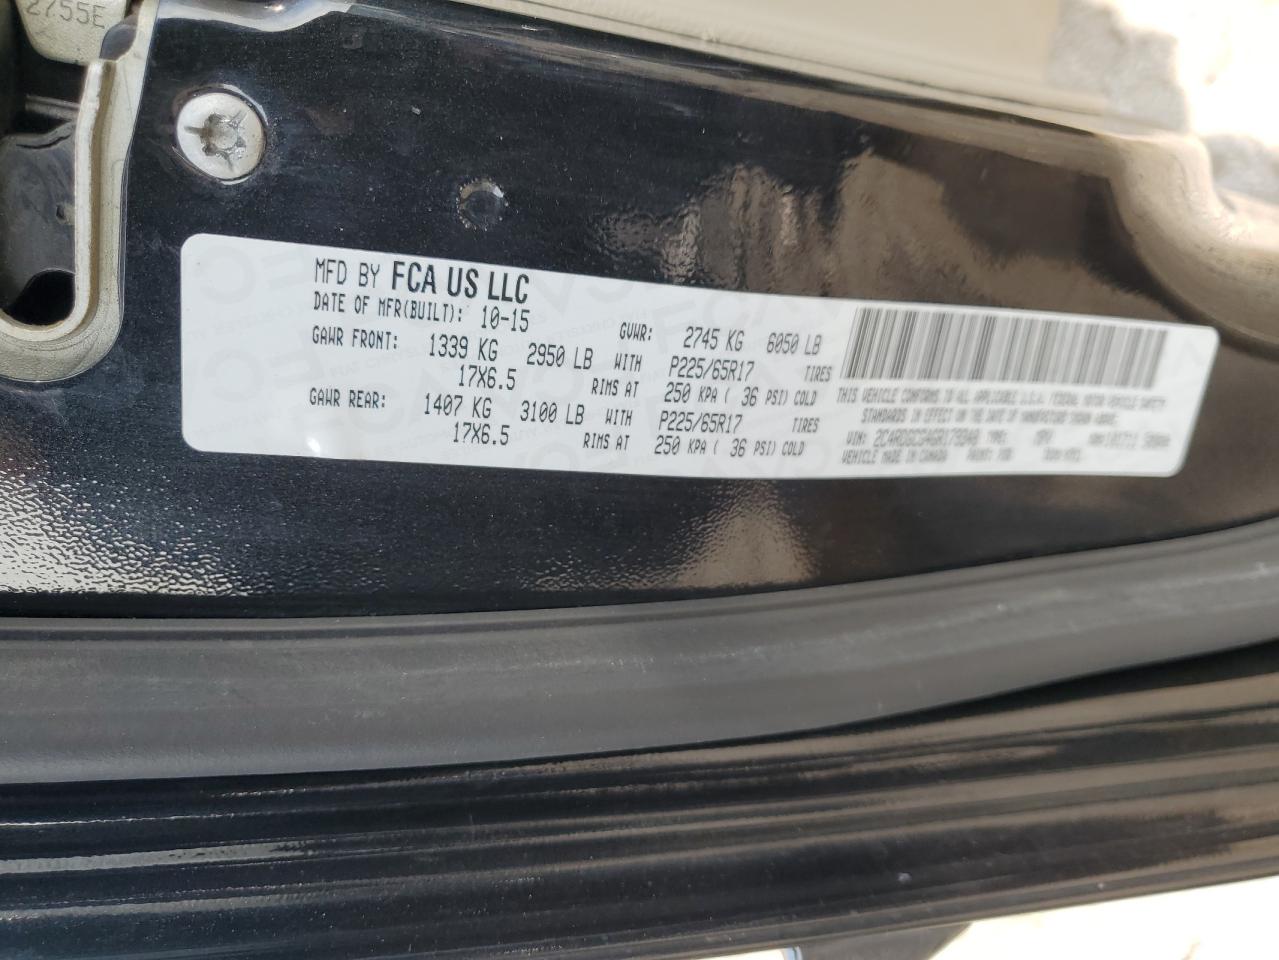 2755E
MFD BY FCA US LLC
DATE OF MFR(BUILT): 10-15 GVWR: 2745 KG 6050 LB
GAWR FRONT: 1339 KG 2950 LB WITH P225/65R17 TIRES
17X6.5 RIMS AT 250 KPA ( 36 PSI) COLD
GAWR REAR: 1407 KG 3100 LB WITH P225/65R17 TIRES
17X6.5 RIMS AT 250 KPA ( 36 PSI) COLD
THIS VEHICLE CONFORMS TO ALL APPLICABLE U.S.A. FEDERAL MOTOR VEHICLE SAFETY
STANDARDS IN EFFECT ON THE DATE OF MANUFACTURE SHOWN ABOVE.
VIN: TYPE: MPV
VEHICLE MADE IN CANADA PAINT: